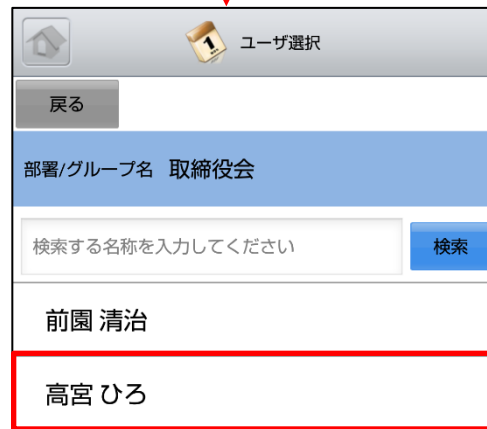 1
ユーザ選択
戻る
部署/グループ名 取締役会
検索する名称を入力してください 検索
前園 清治
高宮 ひろ